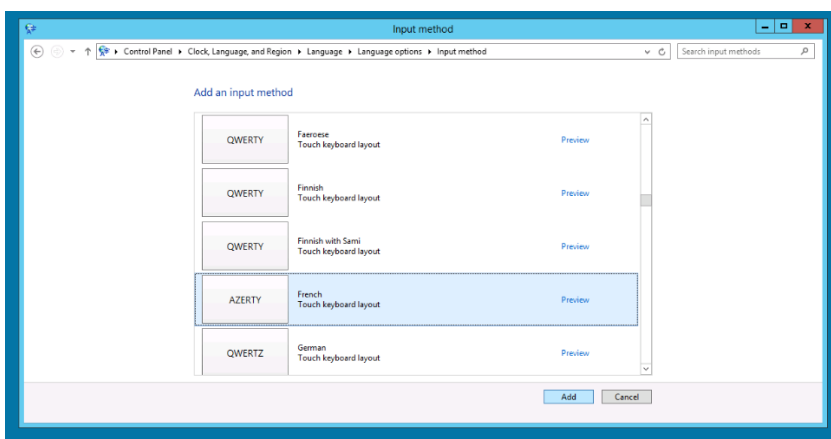 Input method
Control Panel Clock, Language, and Region Language Language options Input method
Search input methods
Add an input method
QWERTY
Faeroese
Touch keyboard layout
Preview
QWERTY
Finnish
Touch keyboard layout
Preview
QWERTY
Finnish with Sami
Touch keyboard layout
Preview
AZERTY
French
Touch keyboard layout
Preview
QWERTZ
German
Touch keyboard layout
Preview
Add
Cancel